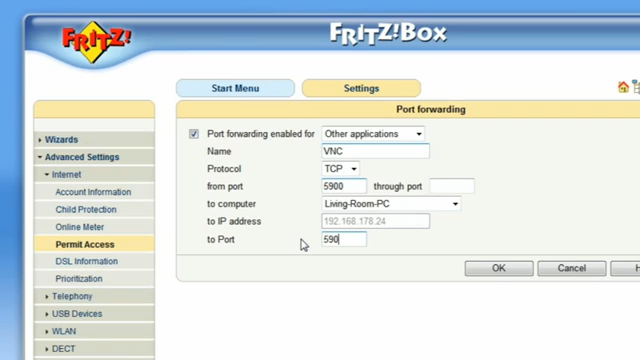 FRITZ!
FRITZ!BOX
Start Menu
Settings
Port forwarding
Wizards
Advanced Settings
Internet
Account Information
Child Protection
Online Meter
Permit Access
DSL Information
Prioritization
Telephony
USB Devices
WLAN
DECT
Port forwarding enabled for Other applications
Name VNC
Protocol TCP
from port 5900 through port
to computer Living-Room-PC
to IP address 192.168.178.24
to Port 590
OK Cancel H